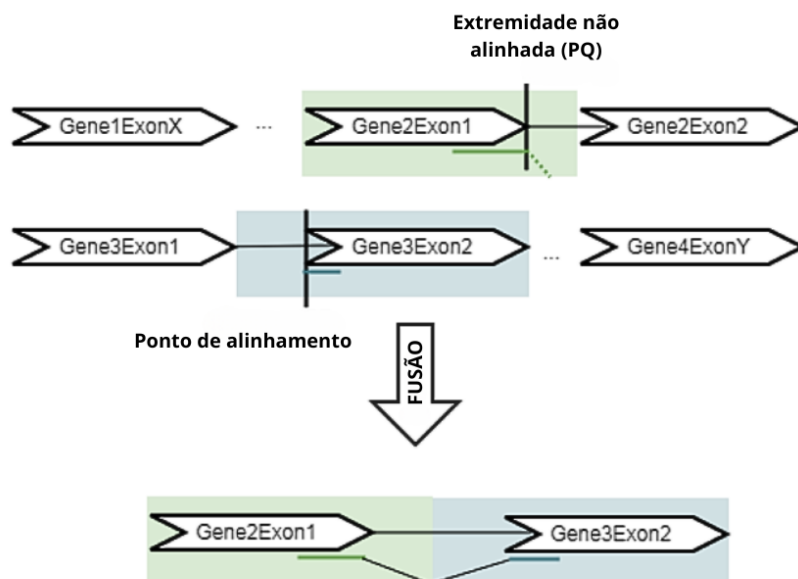 Extremidade não
alinhada (PQ)
Gene1ExonX
...
Gene2Exon1
Gene2Exon2
Gene3Exon1
Gene3Exon2
...
Gene4ExonY
Ponto de alinhamento
FUSÃO
Gene2Exon1
Gene3Exon2